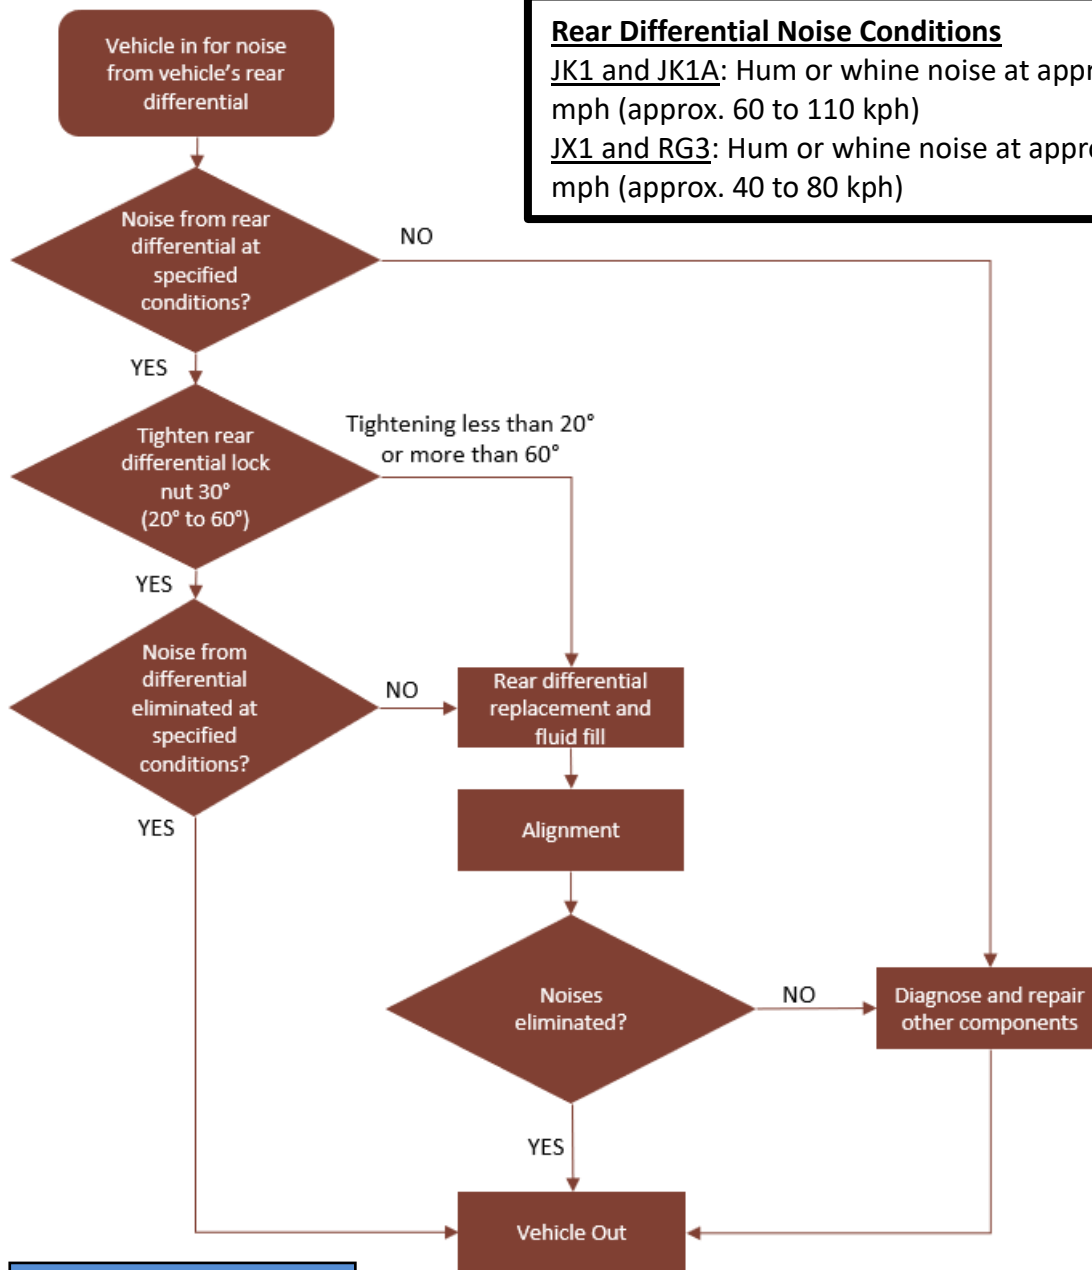 Vehicle in for noise
from vehicle's rear
differential
Rear Differential Noise Conditions
JK1 and JK1A: Hum or whine noise at
mph (approx. 60 to 110 kph)
JX1 and RG3: Hum or whine noise at
mph (approx. 40 to 80 kph)
Noise from rear
differential at
specified
conditions?
NO
YES
Tighten rear
differential lock
nut 30°
(20° to 60°)
Tightening less than 20°
or more than 60°
YES
Noise from
differential
eliminated at
specified
conditions?
NO
Rear differential
replacement and
fluid fill
YES
Alignment
Noises
eliminated?
NO
Diagnose and repair
other components
YES
Vehicle Out